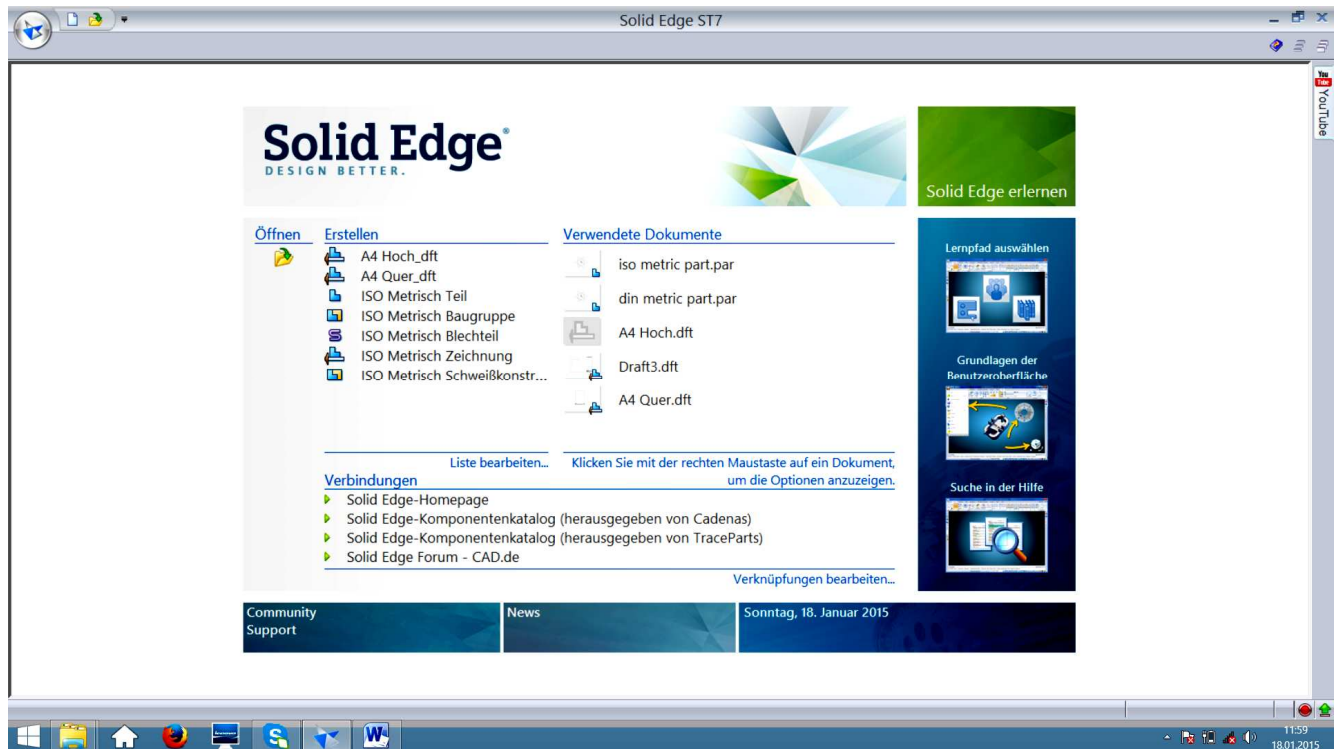 Solid Edge ST7
You Tube YouTube
Solid Edge®
DESIGN BETTER.
Solid Edge erlernen
Öffnen
Erstellen
A4 Hoch_dft
A4 Quer_dft
ISO Metrisch Teil
ISO Metrisch Baugruppe
ISO Metrisch Blechteil
ISO Metrisch Zeichnung
ISO Metrisch Schweißkonstr...
Liste bearbeiten...
Verwendete Dokumente
iso metric part.par
din metric part.par
A4 Hoch.dft
Draft3.dft
A4 Quer.dft
Klicken Sie mit der rechten Maustaste auf ein Dokument,
um die Optionen anzuzeigen.
Verbindungen
Solid Edge-Homepage
Solid Edge-Komponentenkatalog (herausgegeben von Cadenas)
Solid Edge-Komponentenkatalog (herausgegeben von TraceParts)
Solid Edge Forum - CAD.de
Verknüpfungen bearbeiten...
Lernpfad auswählen
Grundlagen der
Benutzeroberfläche
Suche in der Hilfe
Community
Support
News
Sonntag, 18. Januar 2015
11:59
18.01.2015